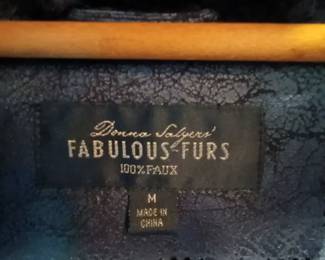 Donna Salyers'
FABULOUS-FURS
100% FAUX
M
MADE IN
CHINA